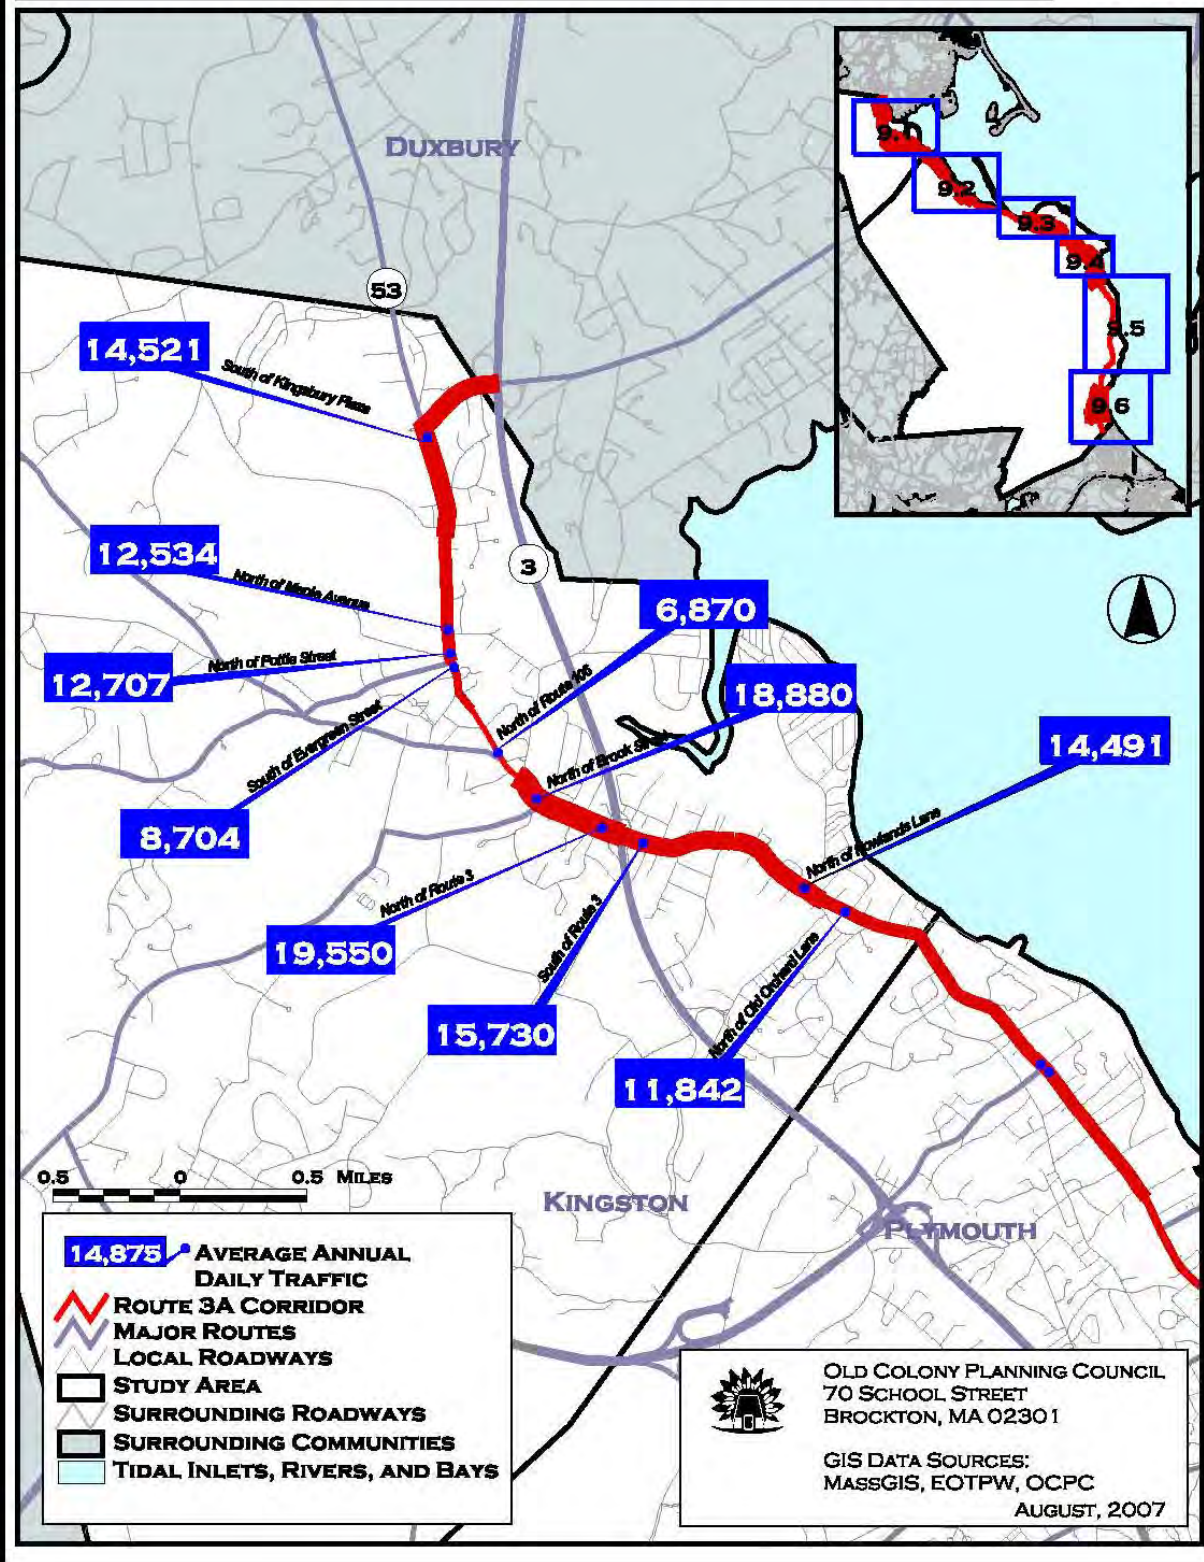 DUXBURY
53
9.1
9.2
9.3
9.4
9.5
9.6
14,521
South of Kingsbury Plaza
3
12,534
North of Maple Avenue
6,870
North of Route 106
12,707
North of Pottle Street
18,880
North of Brook Street
14,491
North of Rowlands Lane
South of Evergreen Street
8,704
North of Route 3
19,550
South of Route 3
15,730
North of Old Orchard Lane
11,842
0.5 0 0.5 MILES
KINGSTON
PLYMOUTH
14,875 AVERAGE ANNUAL
DAILY TRAFFIC
ROUTE 3A CORRIDOR
MAJOR ROUTES
LOCAL ROADWAYS
STUDY AREA
SURROUNDING ROADWAYS
SURROUNDING COMMUNITIES
TIDAL INLETS, RIVERS, AND BAYS
OLD COLONY PLANNING COUNCIL
70 SCHOOL STREET
BROCKTON, MA 02301
GIS DATA SOURCES:
MASSGIS, EOTPW, OCPC
AUGUST, 2007